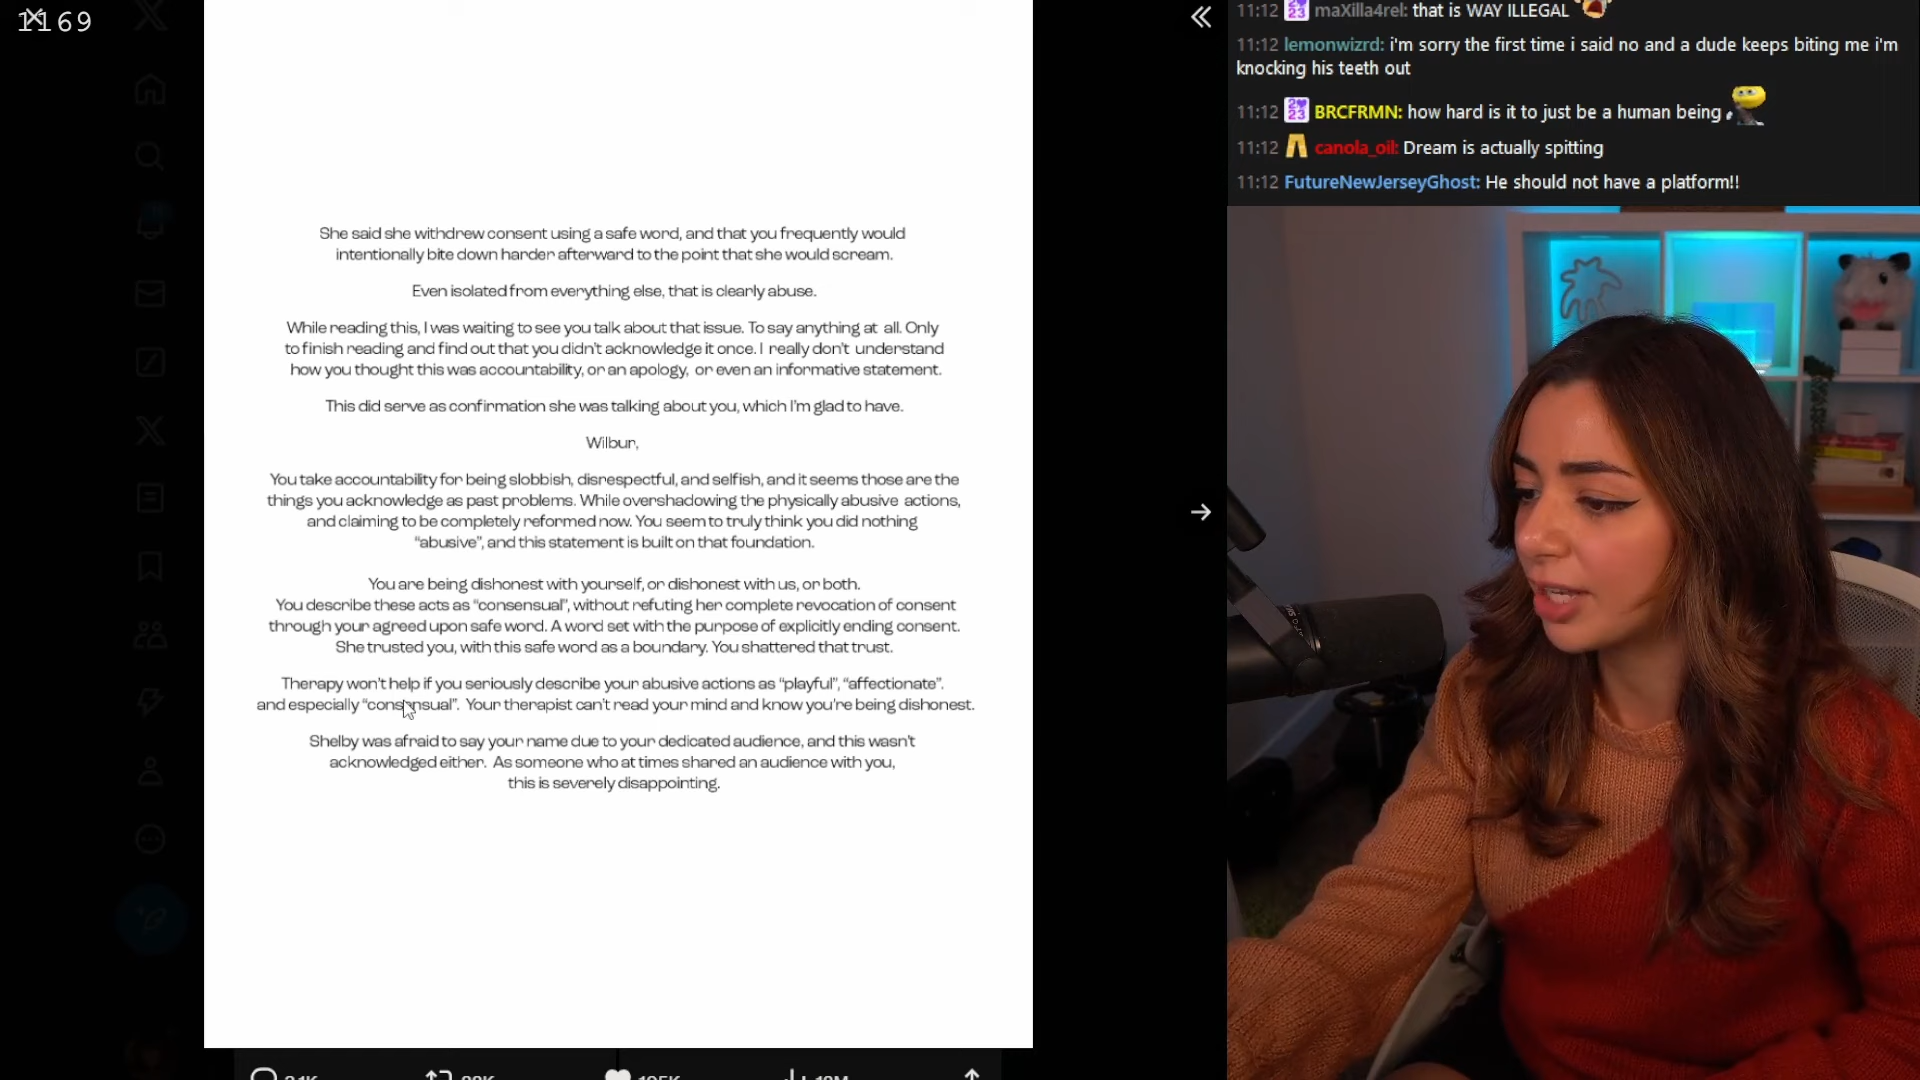 1169
She said she withdrew consent using a safe word, and that you frequently would
intentionally bite down harder afterward to the point that she would scream.
Even isolated from everything else, that is clearly abuse.
While reading this, I was waiting to see you talk about that issue. To say anything at all. Only
to finish reading and find out that you didn't acknowledge it once. I really don't understand
how you thought this was accountability, or an apology, or even an informative statement.
This did serve as confirmation she was talking about you, which I'm glad to have.
Wilbur,
You take accountability for being slobbish, disrespectful, and selfish, and it seems those are the
things you acknowledge as past problems. While overshadowing the physically abusive actions,
and claiming to be completely reformed now. You seem to truly think you did nothing
“abusive”, and this statement is built on that foundation.
You are being dishonest with yourself, or dishonest with us, or both.
You describe these acts as “consensual”, without refuting her complete revocation of consent
through your agreed upon safe word. A word set with the purpose of explicitly ending consent.
She trusted you, with this safe word as a boundary. You shattered that trust.
Therapy won't help if you seriously describe your abusive actions as “playful”, “affectionate”.
and especially “consensual”. Your therapist can't read your mind and know you're being dishonest.
Shelby was afraid to say your name due to your dedicated audience, and this wasn't
acknowledged either. As someone who at times shared an audience with you,
this is severely disappointing.
11:12 maXilla4rel: that is WAY ILLEGAL
11:12 lemonwizrd: i'm sorry the first time i said no and a dude keeps biting me i'm
knocking his teeth out
11:12 BRCFRMN: how hard is it to just be a human being
11:12 canola_oil: Dream is actually spitting
11:12 FutureNewJerseyGhost: He should not have a platform!!